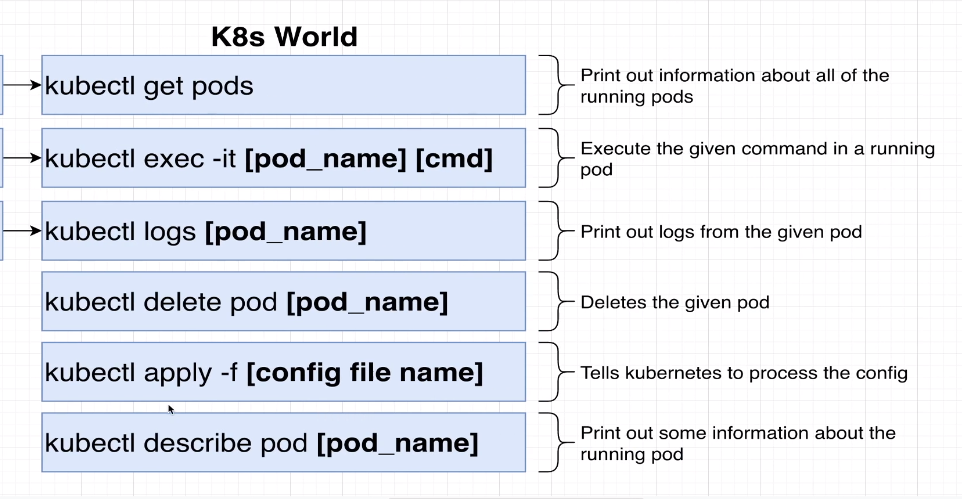 K8s World
kubectl get pods
Print out information about all of the
running pods
kubectl exec -it [pod_name] [cmd]
Execute the given command in a running
pod
kubectl logs [pod_name]
Print out logs from the given pod
kubectl delete pod [pod_name]
Deletes the given pod
kubectl apply -f [config file name]
Tells kubernetes to process the config
kubectl describe pod [pod_name]
Print out some information about the
running pod